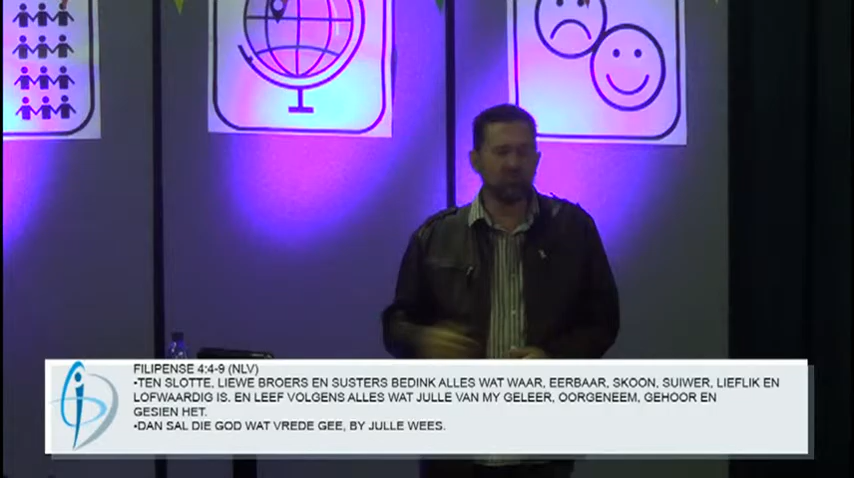 FILIPENSE 4:4-9 (NLV)
•TEN SLOTTE, LIEWE BROERS EN SUSTERS BEDINK ALLES WAT WAAR, EERBAAR, SKOON, SUIWER, LIEFLIK EN
LOFWAARDIG IS. EN LEEF VOLGENS ALLES WAT JULLE VAN MY GELEER, OORGENEEM, GEHOOR EN
GESIEN HET.
•DAN SAL DIE GOD WAT VREDE GEE, BY JULLE WEES.